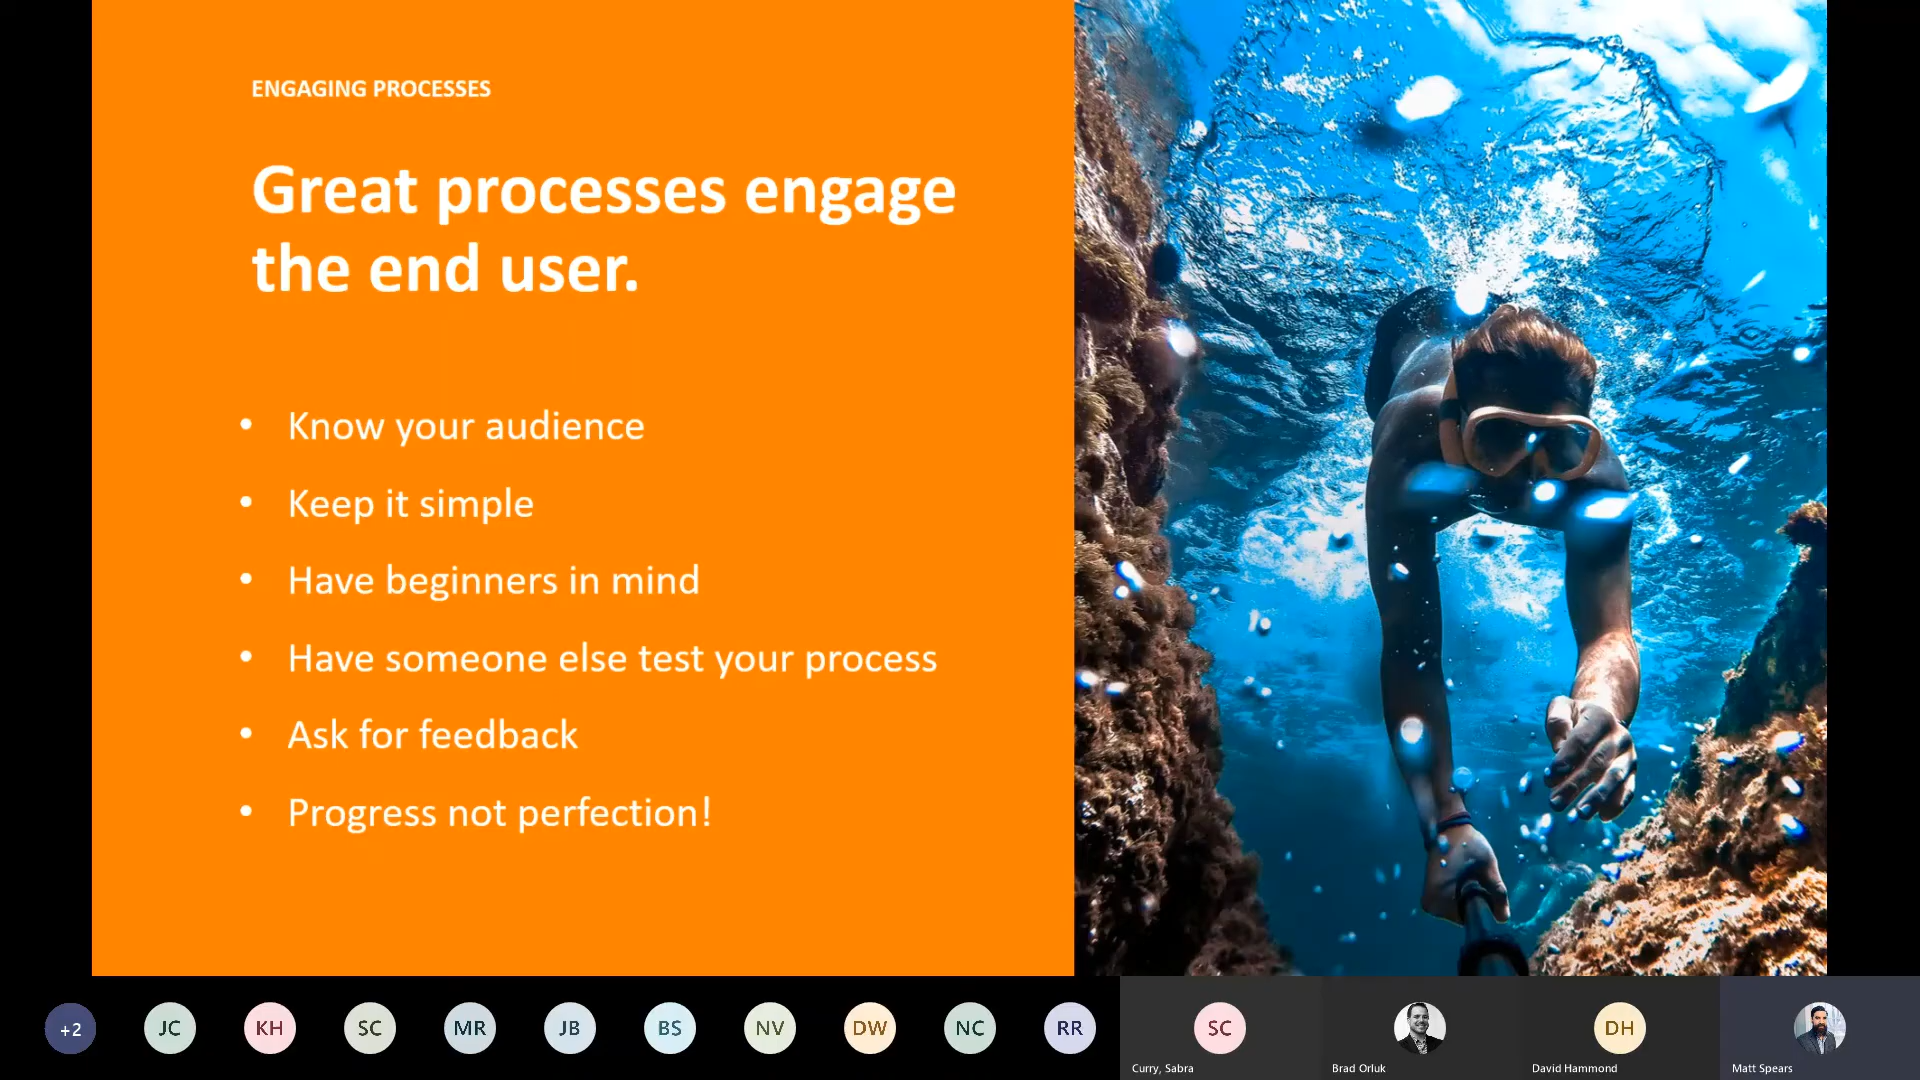 ENGAGING PROCESSES
Great processes engage
the end user.
• Know your audience
• Keep it simple
• Have beginners in mind
• Have someone else test your process
• Ask for feedback
• Progress not perfection!
+2
JC
KH
SC
MR
JB
BS
NV
DW
NC
RR
SC
DH
Curry, Sabra
Brad Orluk
David Hammond
Matt Spears